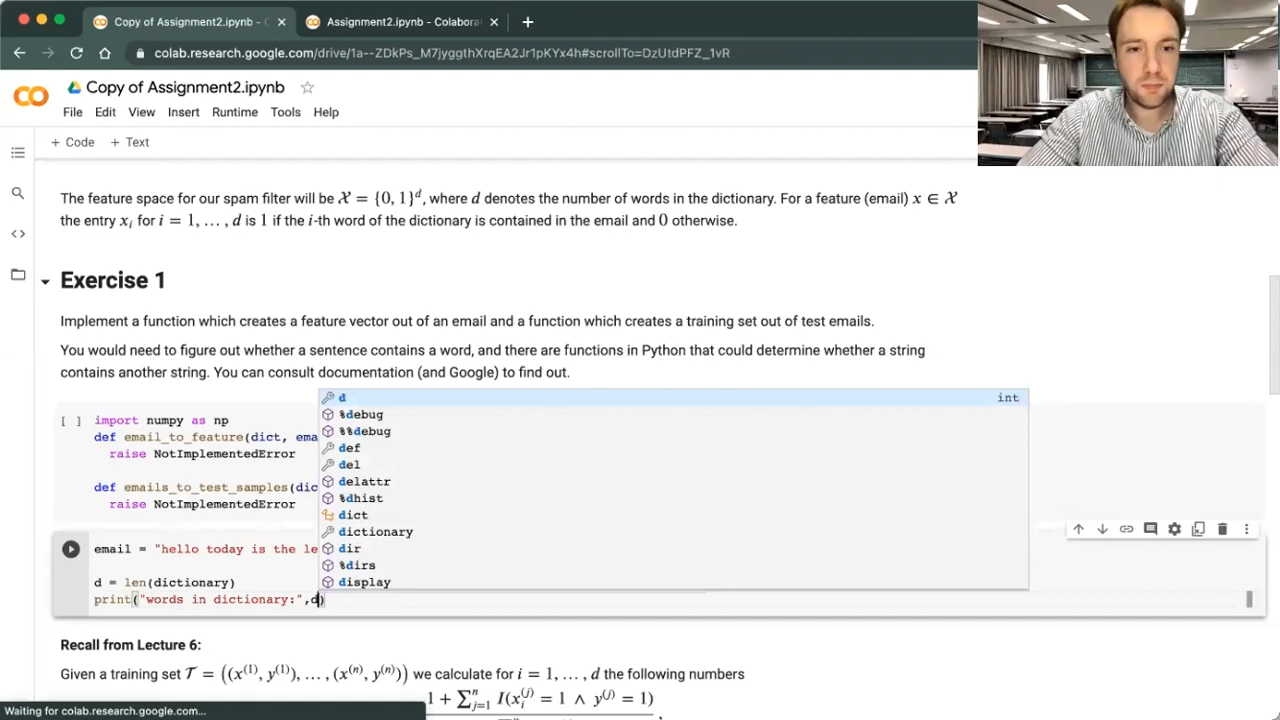 Copy of Assignment2.ipynb - C
Assignment2.ipynb - Colabora
colab.research.google.com/drive/1a--ZDkPs_M7jyggthXrqEA2Jr1pKYx4h#scrollTo=DzUtdPFZ_1vR
CO
Copy of Assignment2.ipynb
File Edit View Insert Runtime Tools Help
+ Code + Text
The feature space for our spam filter will be 𝒳 = {0, 1}^d, where d denotes the number of words in the dictionary. For a feature (email) x ∈ 𝒳
the entry x_i for i = 1, … , d is 1 if the i-th word of the dictionary is contained in the email and 0 otherwise.
Exercise 1
Implement a function which creates a feature vector out of an email and a function which creates a training set out of test emails.
You would need to figure out whether a sentence contains a word, and there are functions in Python that could determine whether a string
contains another string. You can consult documentation (and Google) to find out.
[ ] import numpy as np
def email_to_feature(dict, ema
raise NotImplementedError
def emails_to_test_samples(dic
raise NotImplementedError
d int
%debug
%%debug
def
del
delattr
%dhist
dict
dictionary
dir
%dirs
display
email = "hello today is the le
d = len(dictionary)
print("words in dictionary:",d)
Recall from Lecture 6:
Given a training set 𝒯 = ((x^(1), y^(1)), … , (x^(n), y^(n))) we calculate for i = 1, … , d the following numbers
1 + ∑_{j=1}^n I(x_i^(j) = 1 ∧ y^(j) = 1)
Waiting for colab.research.google.com...